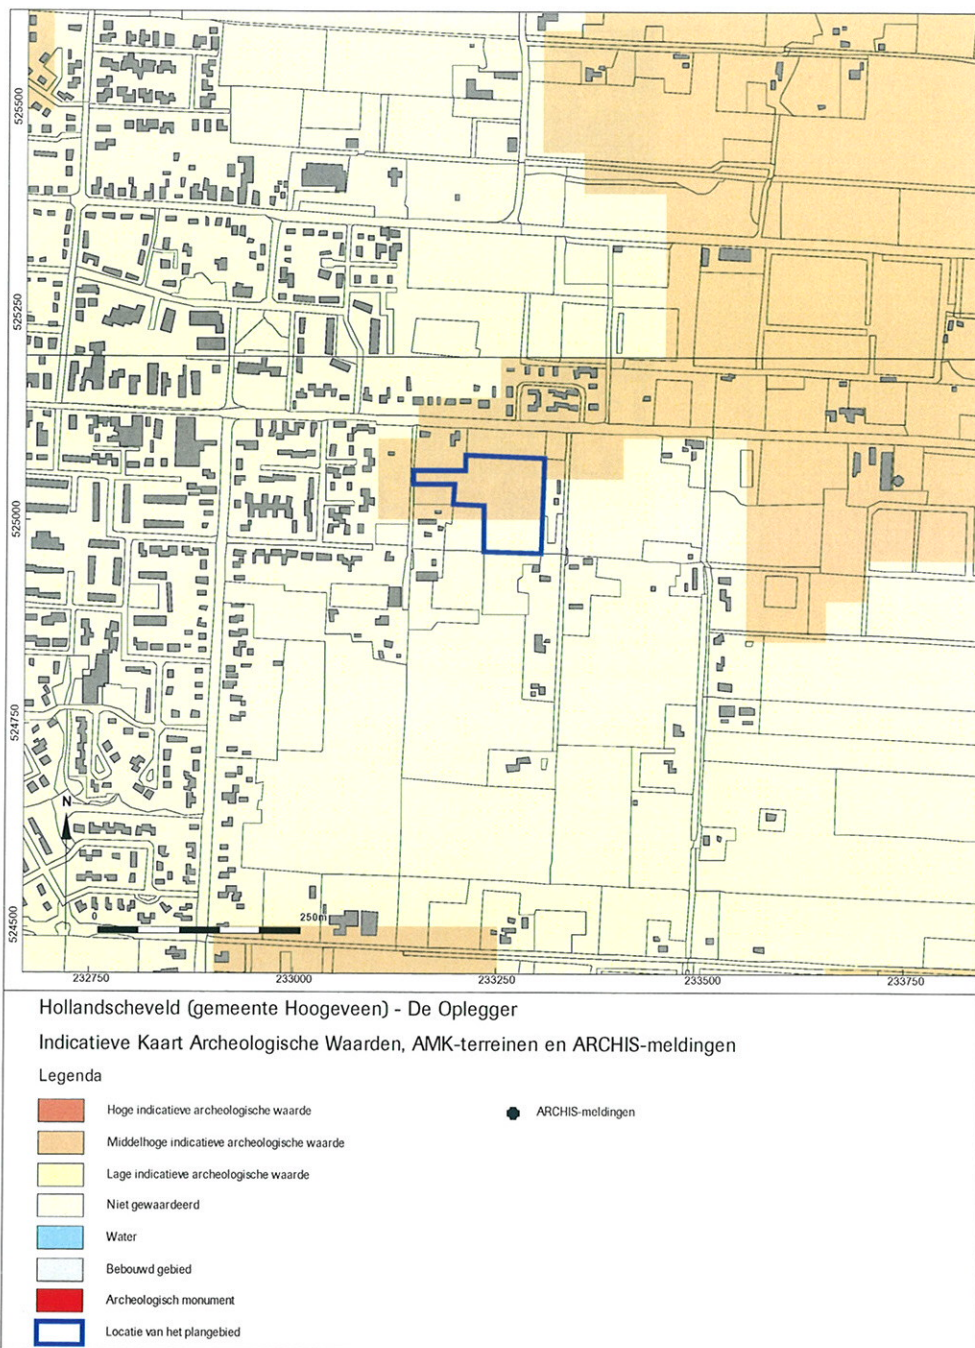 525500
525250
525000
524750
524500
N
0
250m
232750
233000
233250
233500
233750
Hollandscheveld (gemeente Hoogeveen) - De Oplegger
Indicatieve Kaart Archeologische Waarden, AMK-terreinen en ARCHIS-meldingen
Legenda
Hoge indicatieve archeologische waarde
ARCHIS-meldingen
Middelhoge indicatieve archeologische waarde
Lage indicatieve archeologische waarde
Niet gewaardeerd
Water
Bebouwd gebied
Archeologisch monument
Locatie van het plangebied